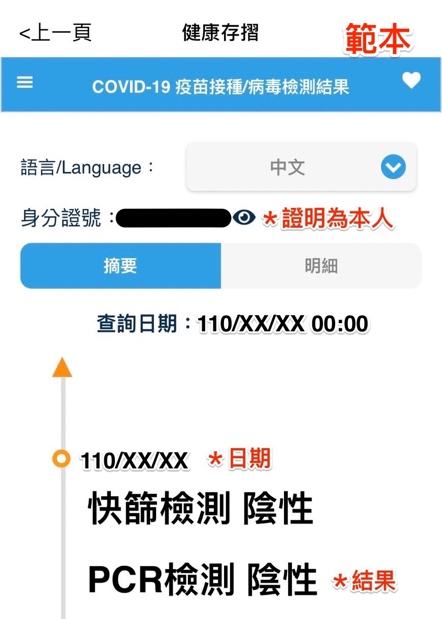 <上一頁 健康存摺 範本
COVID-19 疫苗接種/病毒檢測結果
語言/Language： 中文
身分證號： *證明為本人
摘要 明細
查詢日期：110/XX/XX 00:00
110/XX/XX *日期
快篩檢測 陰性
PCR檢測 陰性 *結果